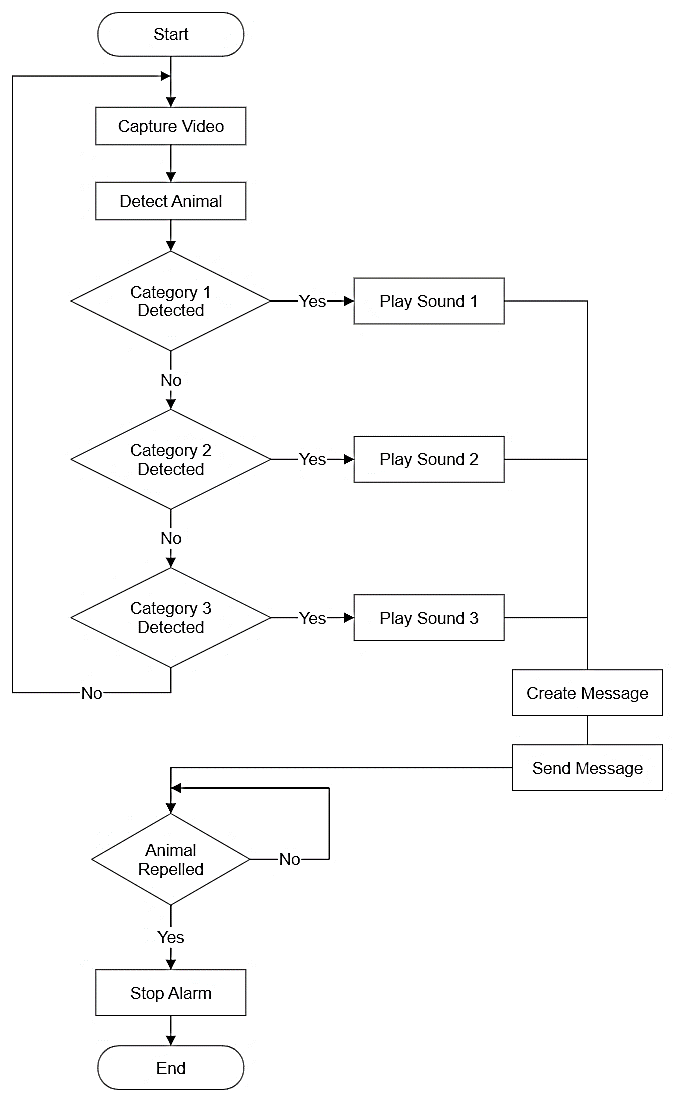 Start
Capture Video
Detect Animal
Category 1
Detected
Yes
Play Sound 1
No
Category 2
Detected
Yes
Play Sound 2
No
Category 3
Detected
Yes
Play Sound 3
No
Create Message
Send Message
Animal
Repelled
No
Yes
Stop Alarm
End